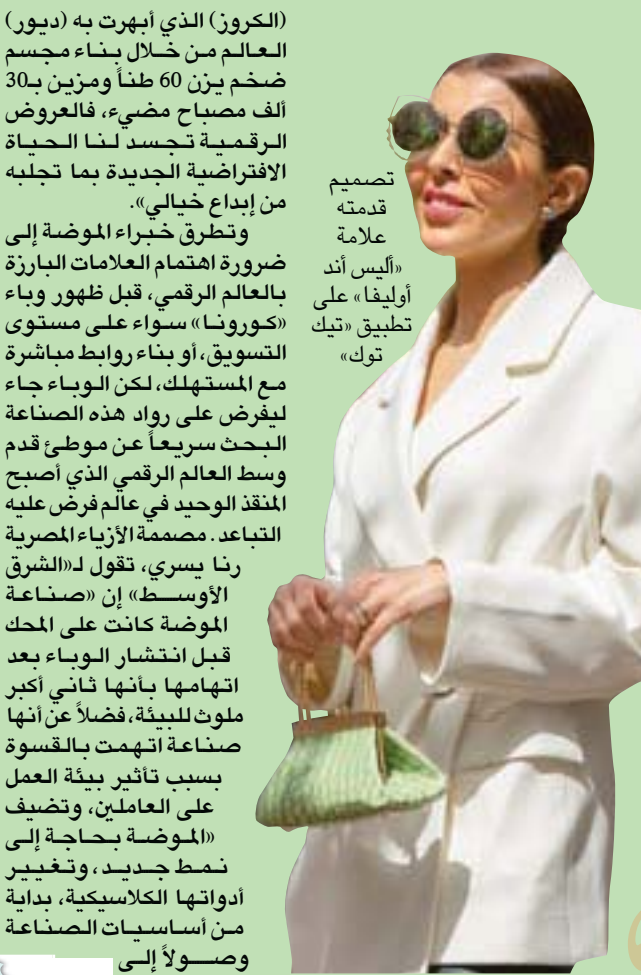 (الكروز) الذي أبهرت به (ديور)
العالم من خلال بناء مجسم
ضخم يزن 60 طناً ومزين بـ30
ألف مصباح مضيء، فالعروض
الرقمية تجسد لنا الحياة
الافتراضية الجديدة بما تجلبه
من إبداع خيالي».
وتطرق خبراء الموضة إلى
ضرورة اهتمام العلامات البارزة
بالعالم الرقمي، قبل ظهور وباء
«كورونا» سواء على مستوى
التسويق، أو بناء روابط مباشرة
مع المستهلك، لكن الوباء جاء
ليفرض على رواد هذه الصناعة
البحث سريعاً عن موطئ قدم
وسط العالم الرقمي الذي أصبح
المنقذ الوحيد في عالم فرض عليه
التباعد. مصممة الأزياء المصرية
رنا يسري، تقول لـ«الشرق
الأوسط» إن «صناعة
الموضة كانت على المحك
قبل انتشار الوباء بعد
اتهامها بأنها ثاني أكبر
ملوث للبيئة، فضلاً عن أنها
صناعة اتهمت بالقسوة
بسبب تأثير بيئة العمل
على العاملين، وتضيف
«الموضة بحاجة إلى
نمط جديد، وتغيير
أدواتها الكلاسيكية، بداية
من أساسيات الصناعة
وصولاً إلى
تصميم
قدمته
علامة
«أليس أند
أوليفا» على
تطبيق «تيك
توك»